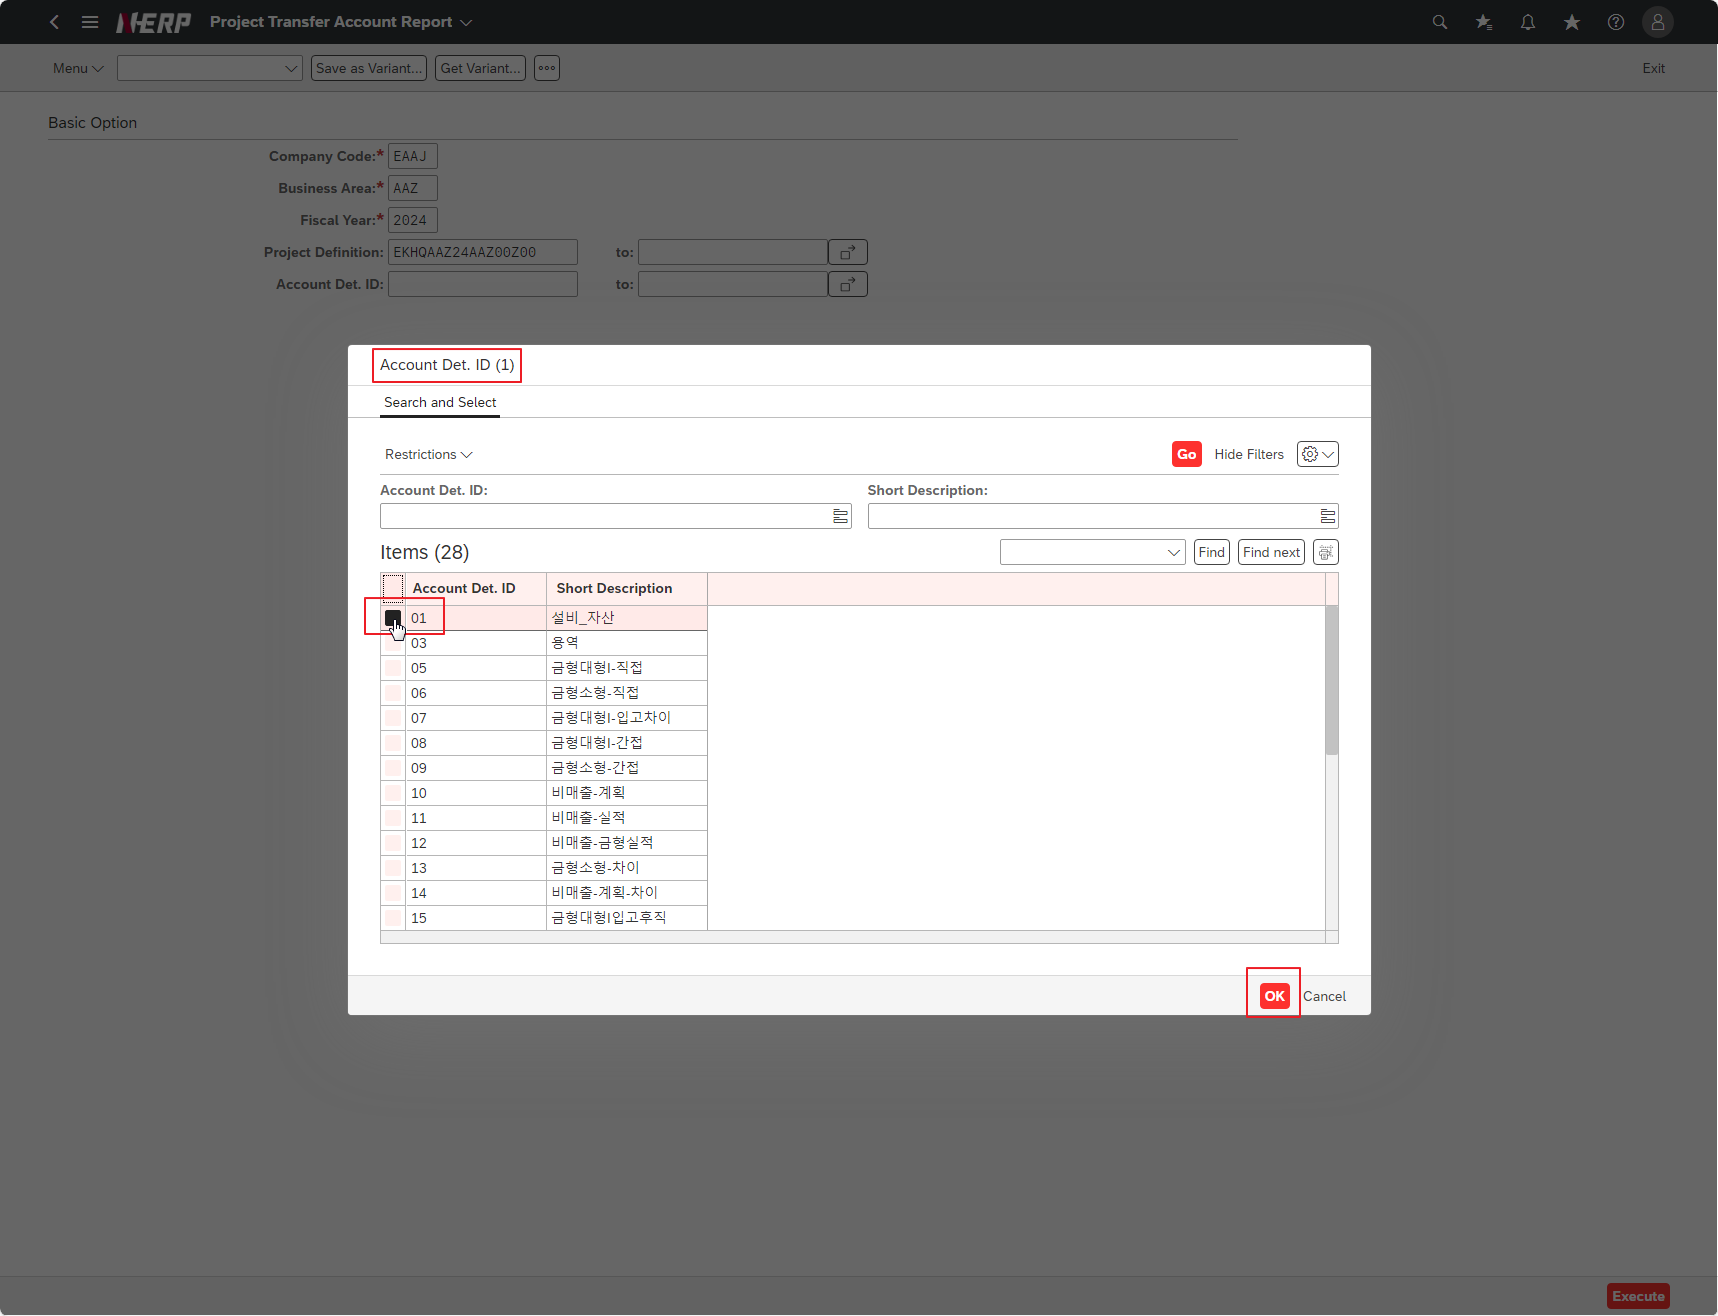 NERP Project Transfer Account Report
Menu Save as Variant... Get Variant... Exit
Basic Option
Company Code:* EAAJ
Business Area:* AAZ
Fiscal Year:* 2024
Project Definition: EKHQAAZ24AAZ00Z00 to:
Account Det. ID: to:
Account Det. ID (1)
Search and Select
Restrictions Go Hide Filters
Account Det. ID: Short Description:
Items (28) Find Find next
Account Det. ID Short Description
01 설비_자산
03 용역
05 금형대형I-직접
06 금형소형-직접
07 금형대형I-입고차이
08 금형대형I-간접
09 금형소형-간접
10 비매출-계획
11 비매출-실적
12 비매출-금형실적
13 금형소형-차이
14 비매출-계획-차이
15 금형대형I입고후직
OK Cancel
Execute